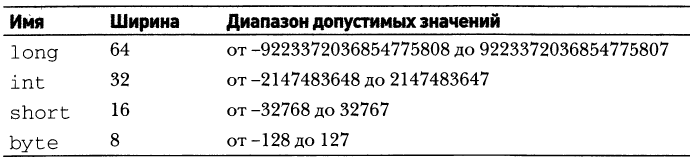 Имя Ширина Диапазон допустимых значений
long 64 от –9223372036854775808 до 9223372036854775807
int 32 от –2147483648 до 2147483647
short 16 от –32768 до 32767
byte 8 от –128 до 127